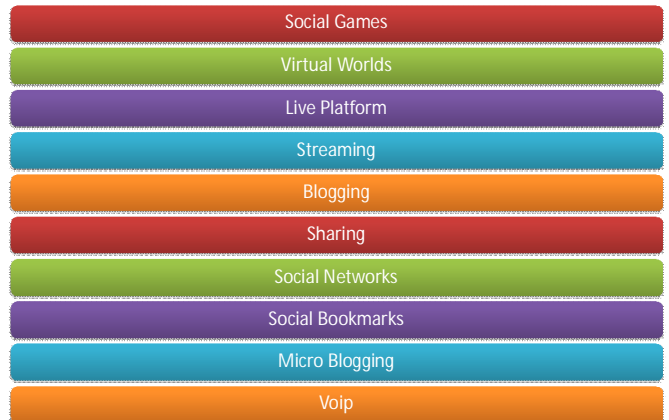 Social Games
Virtual Worlds
Live Platform
Streaming
Blogging
Sharing
Social Networks
Social Bookmarks
Micro Blogging
Voip